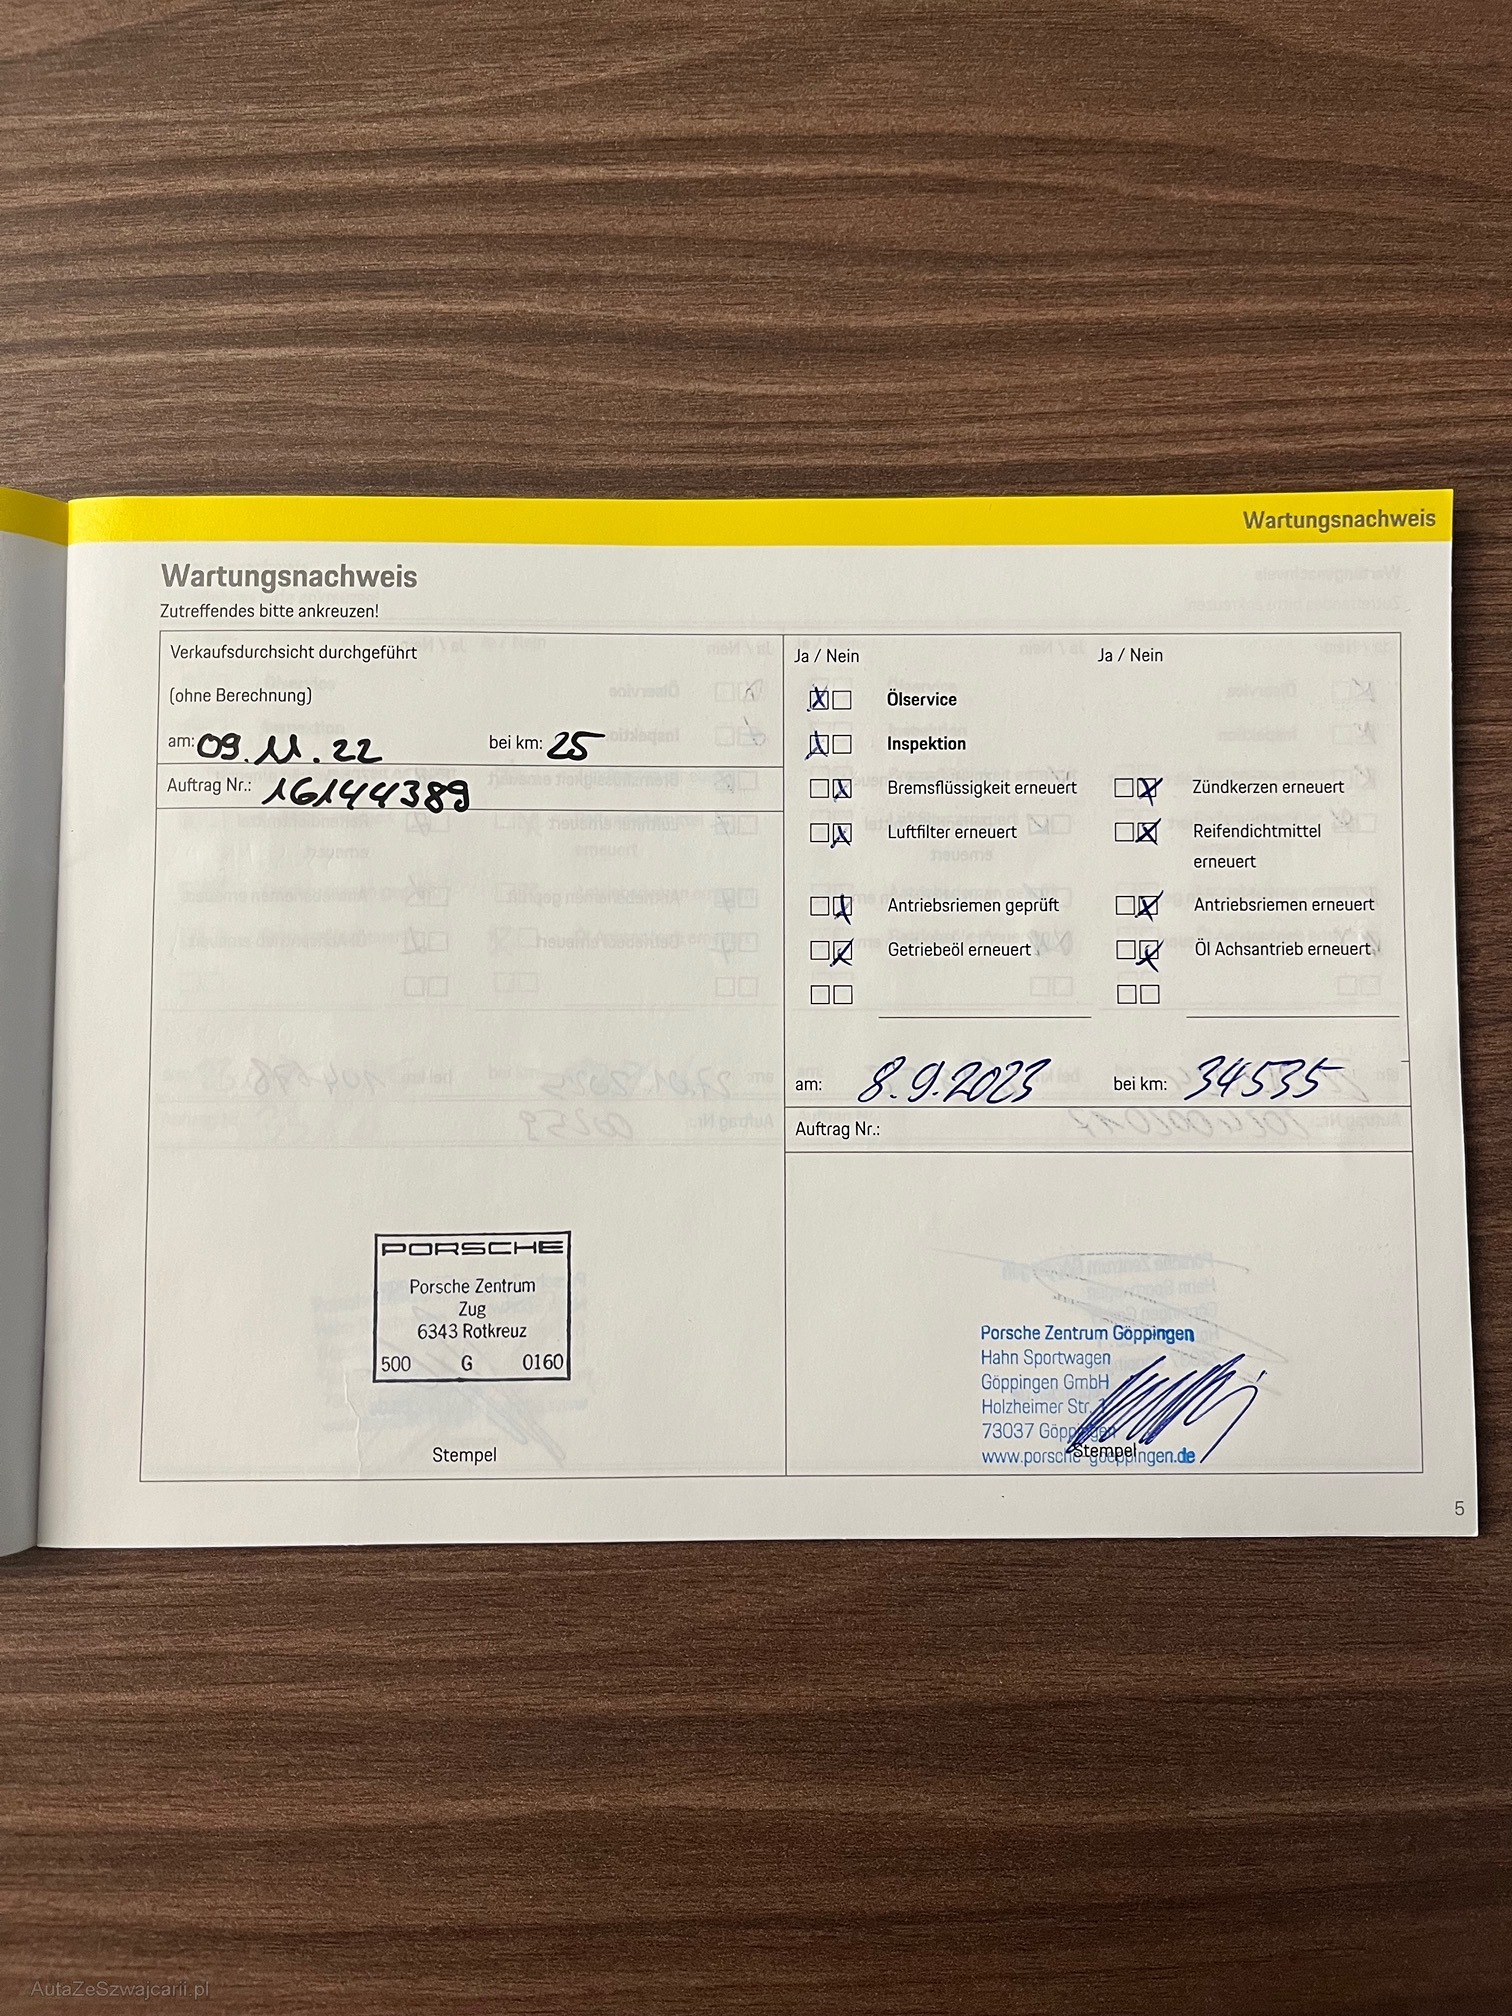 Wartungsnachweis
Wartungsnachweis
Zutreffendes bitte ankreuzen!
Verkaufsdurchsicht durchgeführt
(ohne Berechnung)
am: 09.11.22 bei km: 25
Auftrag Nr.: 16144389
PORSCHE
Porsche Zentrum
Zug
6343 Rotkreuz
500 G 0160
Stempel
Ja / Nein Ja / Nein
Ölservice
Inspektion
Bremsflüssigkeit erneuert Zündkerzen erneuert
Luftfilter erneuert Reifendichtmittel
erneuert
Antriebsriemen geprüft Antriebsriemen erneuert
Getriebeöl erneuert Öl Achsantrieb erneuert
am: 8.9.2023 bei km: 34535
Auftrag Nr.:
Porsche Zentrum Göppingen
Hahn Sportwagen
Göppingen GmbH
Holzheimer Str.
73037 Göppingen
www.porsche-goeppingen.de
Stempel
5
AutaZeSzwajcarii.pl